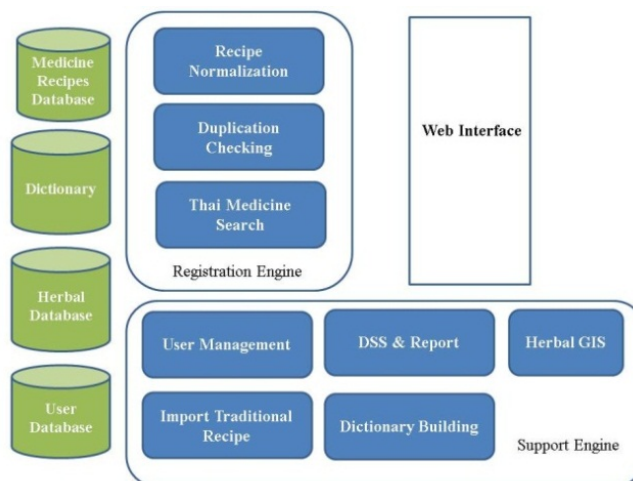 Medicine
Recipes
Database
Dictionary
Herbal
Database
User
Database
Recipe
Normalization
Duplication
Checking
Thai Medicine
Search
Registration Engine
Web Interface
User Management
DSS & Report
Herbal GIS
Import Traditional
Recipe
Dictionary Building
Support Engine